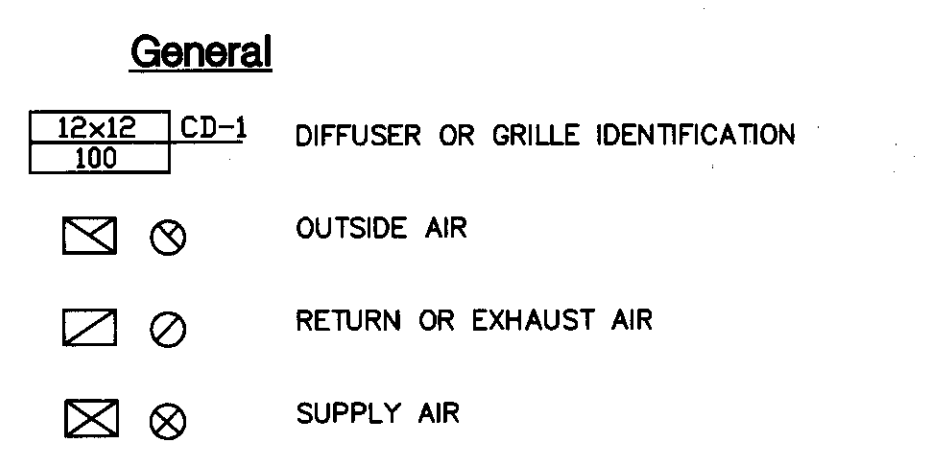 General
12x12 CD-1 DIFFUSER OR GRILLE IDENTIFICATION
100
OUTSIDE AIR
RETURN OR EXHAUST AIR
SUPPLY AIR